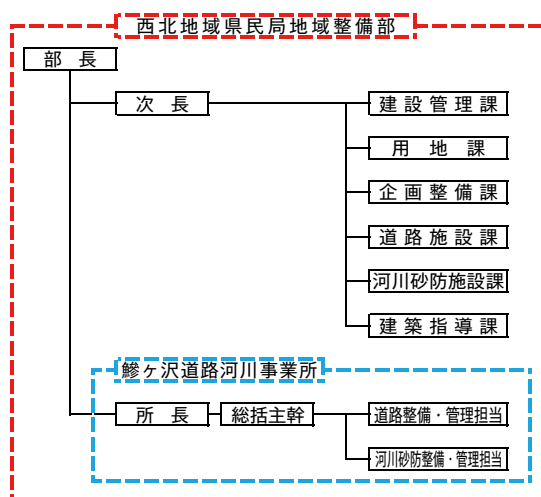 西北地域県民局地域整備部
部長
次長
建設管理課
用地課
企画整備課
道路施設課
河川砂防施設課
建築指導課
鰺ヶ沢道路河川事業所
所長
総括主幹
道路整備・管理担当
河川砂防整備・管理担当